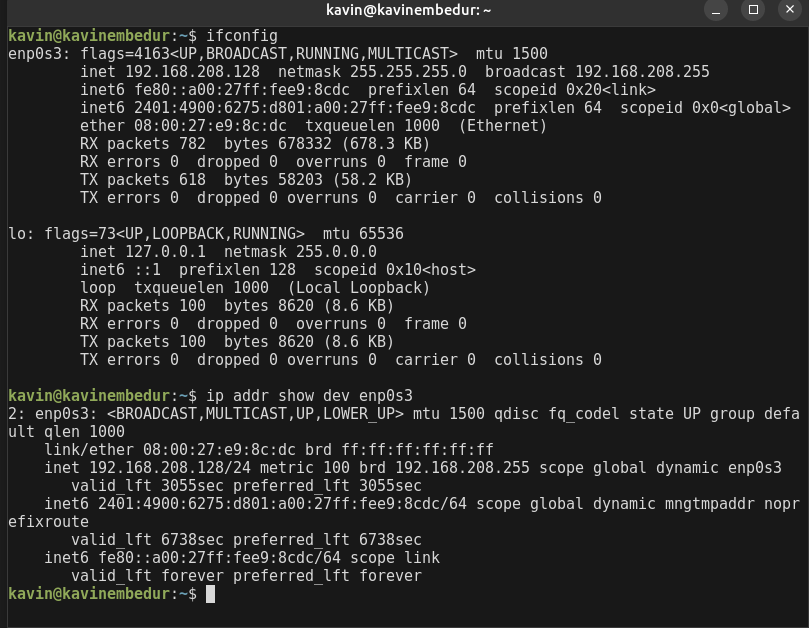 kavin@kavinembedur: ~
kavin@kavinembedur:~$ ifconfig
enp0s3: flags=4163<UP,BROADCAST,RUNNING,MULTICAST>  mtu 1500
        inet 192.168.208.128  netmask 255.255.255.0  broadcast 192.168.208.255
        inet6 fe80::a00:27ff:fee9:8cdc  prefixlen 64  scopeid 0x20<link>
        inet6 2401:4900:6275:d801:a00:27ff:fee9:8cdc  prefixlen 64  scopeid 0x0<global>
        ether 08:00:27:e9:8c:dc  txqueuelen 1000  (Ethernet)
        RX packets 782  bytes 678332 (678.3 KB)
        RX errors 0  dropped 0  overruns 0  frame 0
        TX packets 618  bytes 58203 (58.2 KB)
        TX errors 0  dropped 0 overruns 0  carrier 0  collisions 0

lo: flags=73<UP,LOOPBACK,RUNNING>  mtu 65536
        inet 127.0.0.1  netmask 255.0.0.0
        inet6 ::1  prefixlen 128  scopeid 0x10<host>
        loop  txqueuelen 1000  (Local Loopback)
        RX packets 100  bytes 8620 (8.6 KB)
        RX errors 0  dropped 0  overruns 0  frame 0
        TX packets 100  bytes 8620 (8.6 KB)
        TX errors 0  dropped 0 overruns 0  carrier 0  collisions 0

kavin@kavinembedur:~$ ip addr show dev enp0s3
2: enp0s3: <BROADCAST,MULTICAST,UP,LOWER_UP> mtu 1500 qdisc fq_codel state UP group defa
ult qlen 1000
    link/ether 08:00:27:e9:8c:dc brd ff:ff:ff:ff:ff:ff
    inet 192.168.208.128/24 metric 100 brd 192.168.208.255 scope global dynamic enp0s3
       valid_lft 3055sec preferred_lft 3055sec
    inet6 2401:4900:6275:d801:a00:27ff:fee9:8cdc/64 scope global dynamic mngtmpaddr nopr
efixroute
       valid_lft 6738sec preferred_lft 6738sec
    inet6 fe80::a00:27ff:fee9:8cdc/64 scope link
       valid_lft forever preferred_lft forever
kavin@kavinembedur:~$